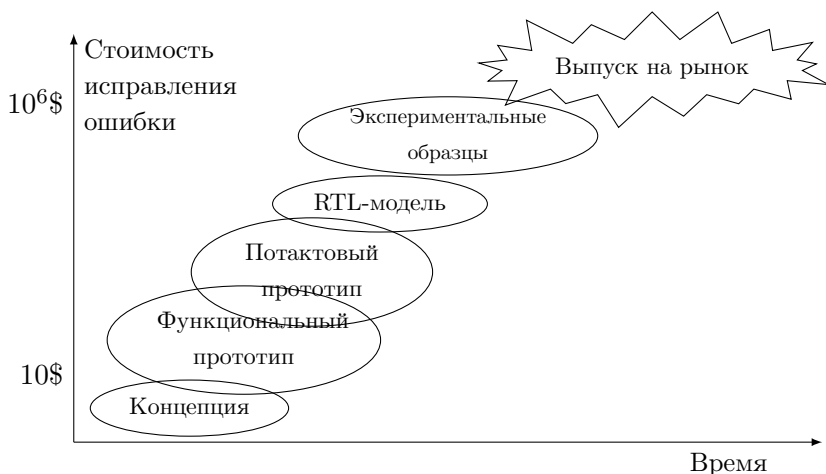 Стоимость
исправления
ошибки
10⁶$
Выпуск на рынок
Экспериментальные
образцы
RTL-модель
Потактовый
прототип
Функциональный
прототип
10$
Концепция
Время